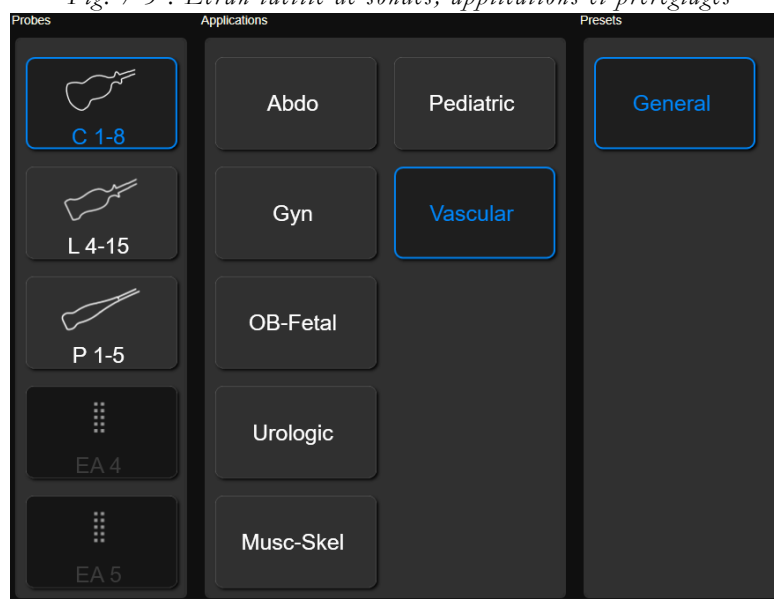 Fig. 7-9 : Écran tactile de sondes, applications et préréglages
Probes
Applications
Presets
C 1-8
L 4-15
P 1-5
EA 4
EA 5
Abdo
Pediatric
Gyn
Vascular
OB-Fetal
Urologic
Musc-Skel
General